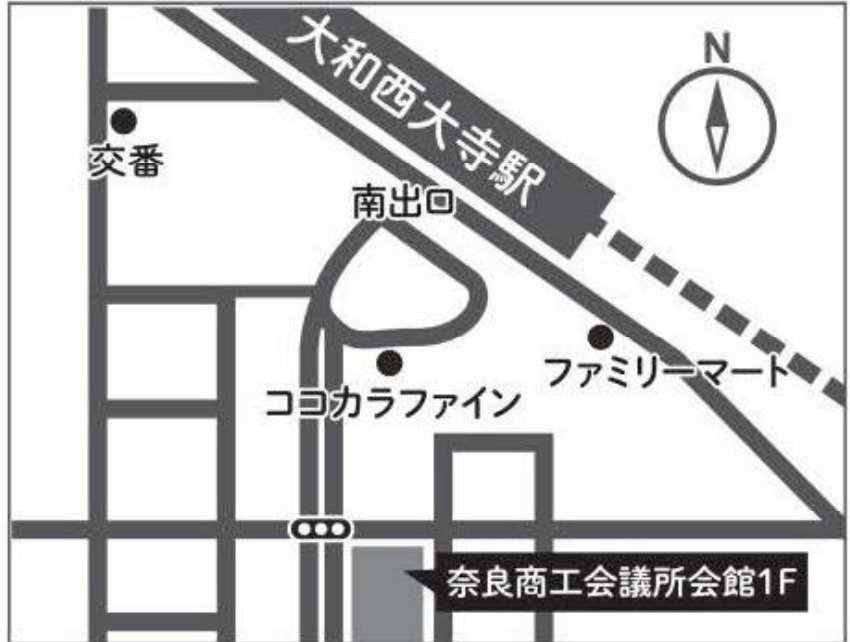 大和西大寺駅
N
交番
南出口
ファミリーマート
ココカラファイン
奈良商工会議所会館1F